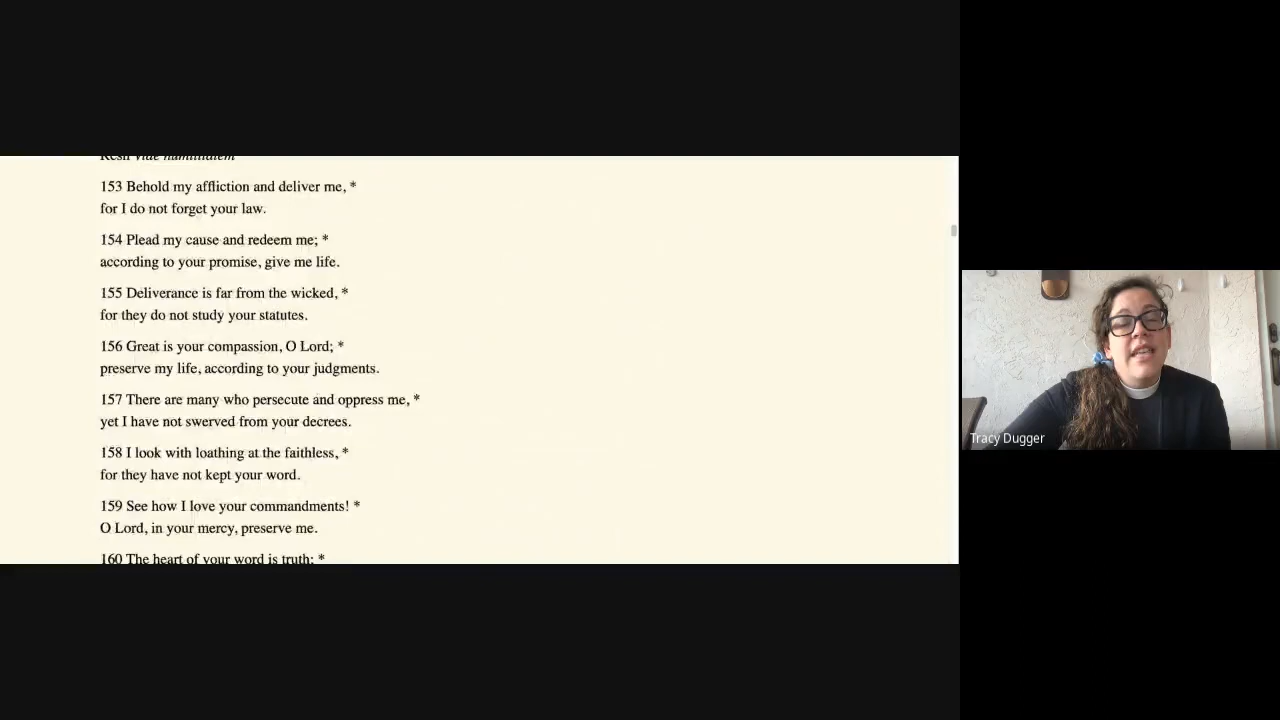 Resh Vide humilitatem
153 Behold my affliction and deliver me, *
for I do not forget your law.
154 Plead my cause and redeem me; *
according to your promise, give me life.
155 Deliverance is far from the wicked, *
for they do not study your statutes.
156 Great is your compassion, O Lord; *
preserve my life, according to your judgments.
157 There are many who persecute and oppress me, *
yet I have not swerved from your decrees.
158 I look with loathing at the faithless, *
for they have not kept your word.
159 See how I love your commandments! *
O Lord, in your mercy, preserve me.
160 The heart of your word is truth; *
Tracy Dugger